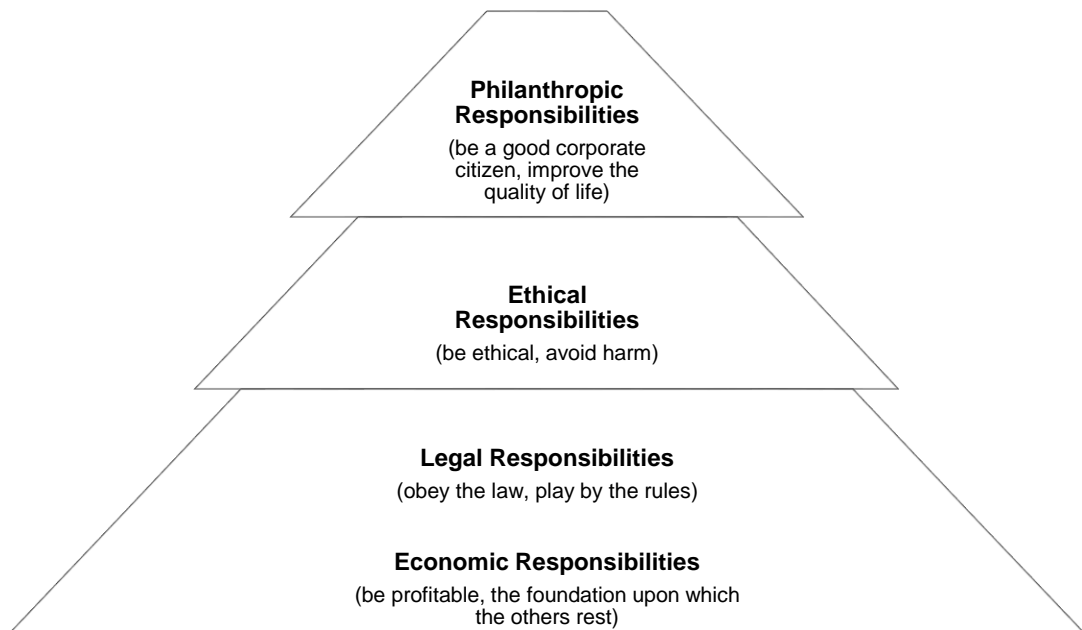 Philanthropic
Responsibilities
(be a good corporate
citizen, improve the
quality of life)
Ethical
Responsibilities
(be ethical, avoid harm)
Legal Responsibilities
(obey the law, play by the rules)
Economic Responsibilities
(be profitable, the foundation upon which
the others rest)